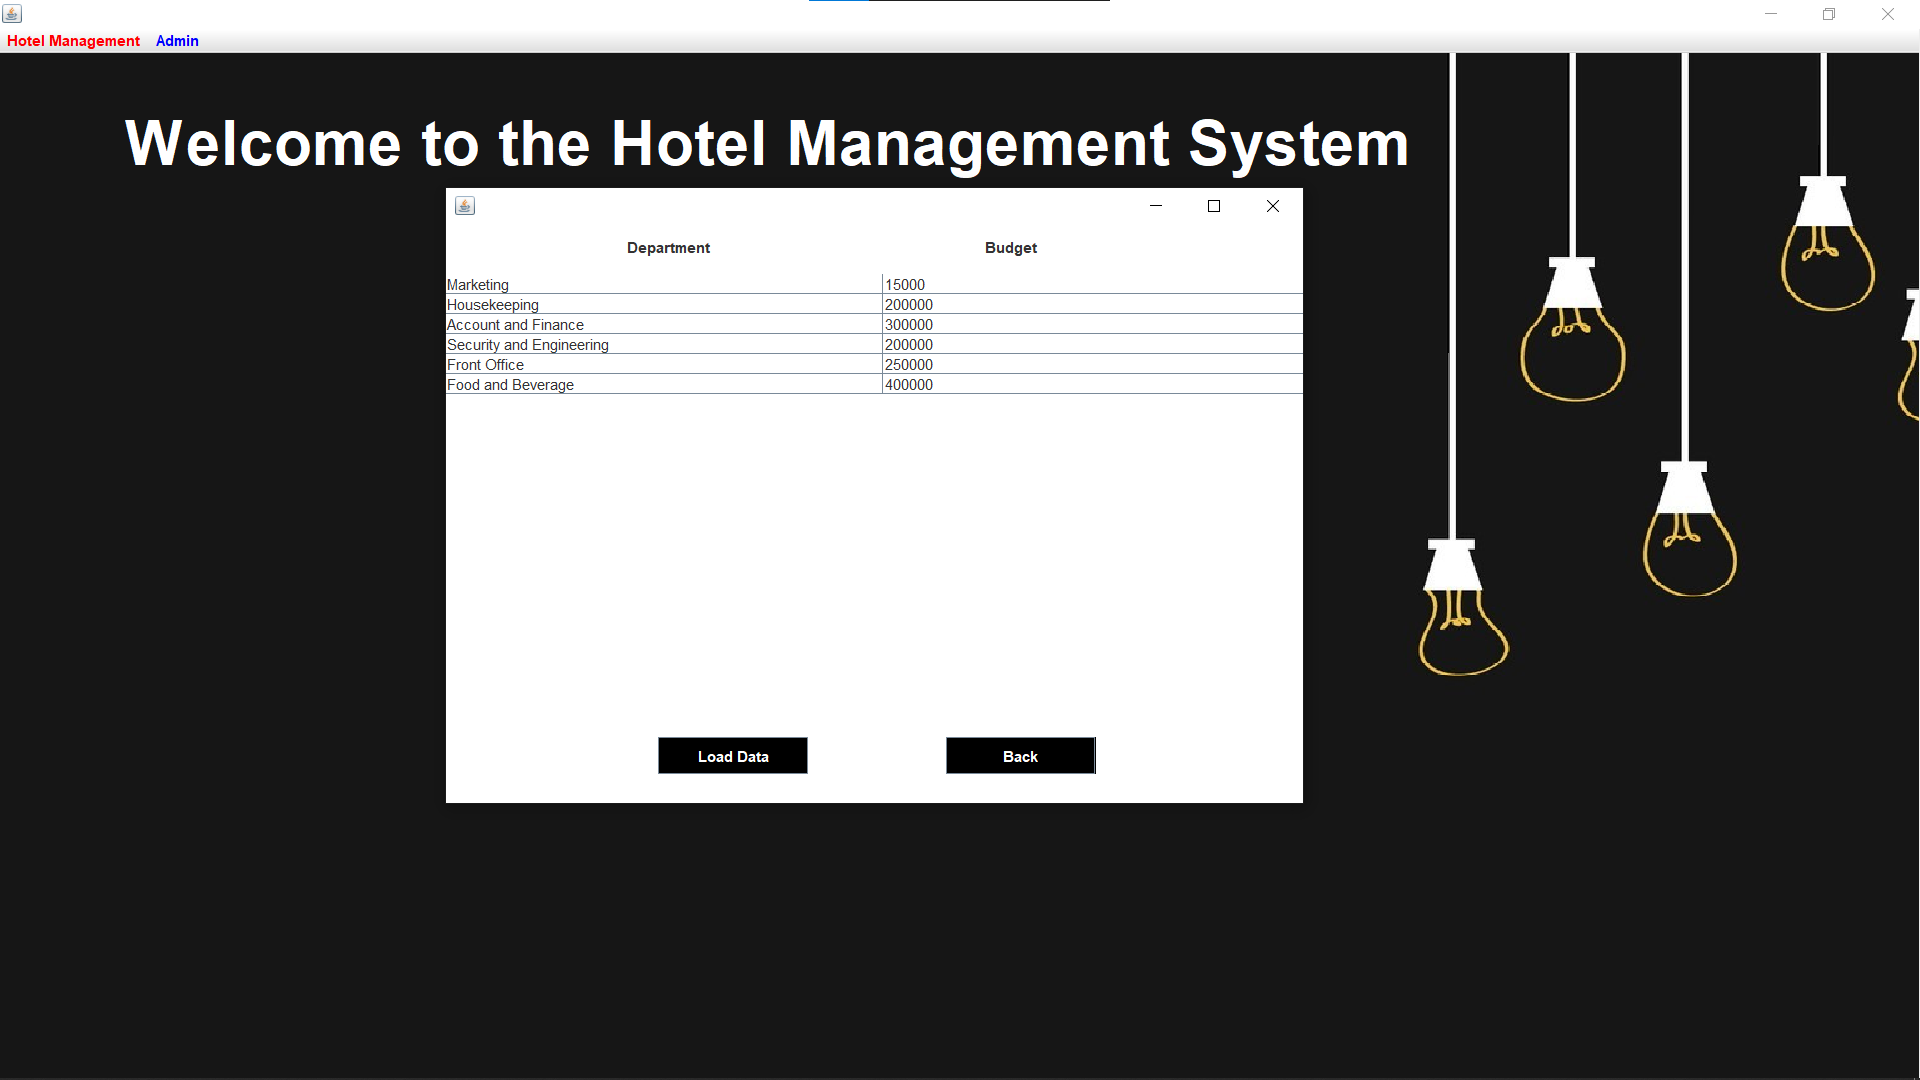 Hotel Management Admin
Welcome to the Hotel Management System
Department Budget
Marketing 15000
Housekeeping 200000
Account and Finance 300000
Security and Engineering 200000
Front Office 250000
Food and Beverage 400000
Load Data Back